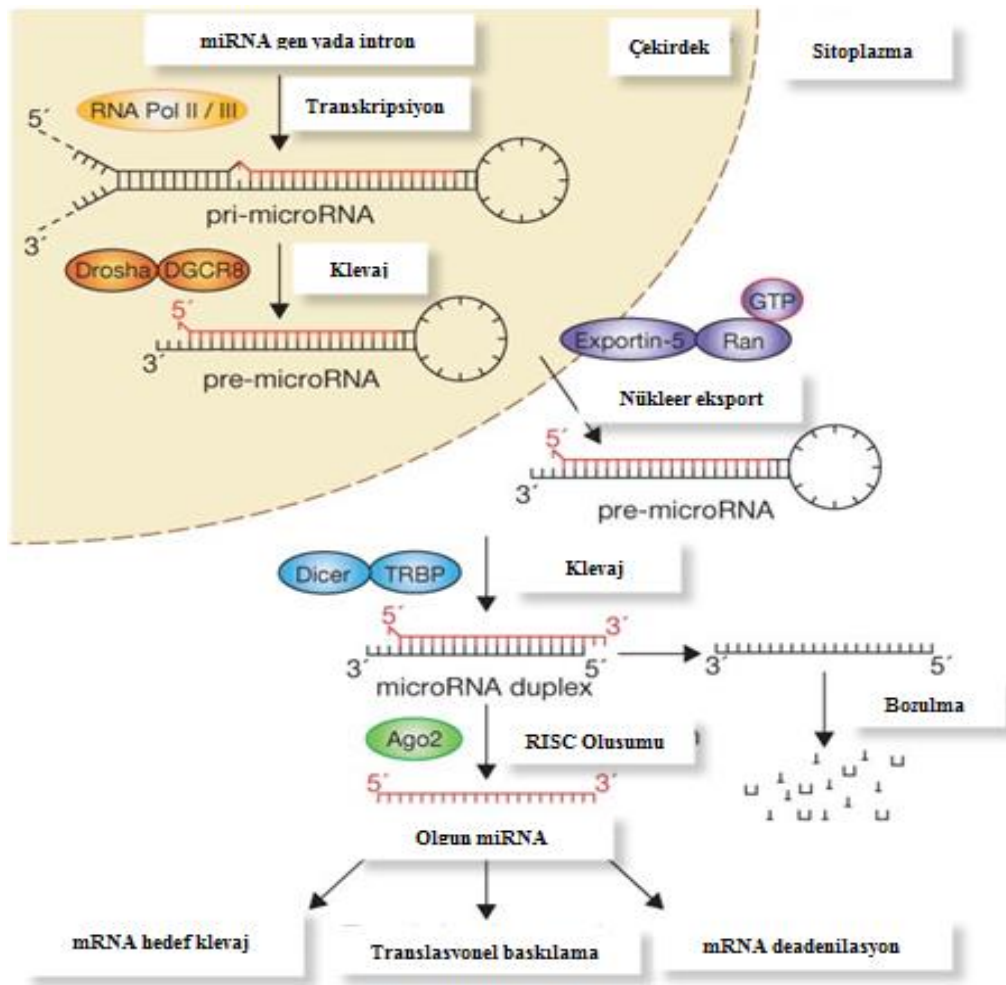 miRNA gen yada intron
Çekirdek
Sitoplazma
RNA Pol II / III
Transkripsiyon
5´
3´
pri-microRNA
Drosha
DGCR8
Klevaj
5´
3´
pre-microRNA
GTP
Exportin-5
Ran
Nükleer eksport
5´
3´
pre-microRNA
Dicer
TRBP
Klevaj
5´
3´
3´
5´
microRNA duplex
3´
5´
Bozulma
Ago2
RISC Olusumu
5´
3´
Olgun miRNA
mRNA hedef klevaj
Translasyonel baskılama
mRNA deadenilasyon